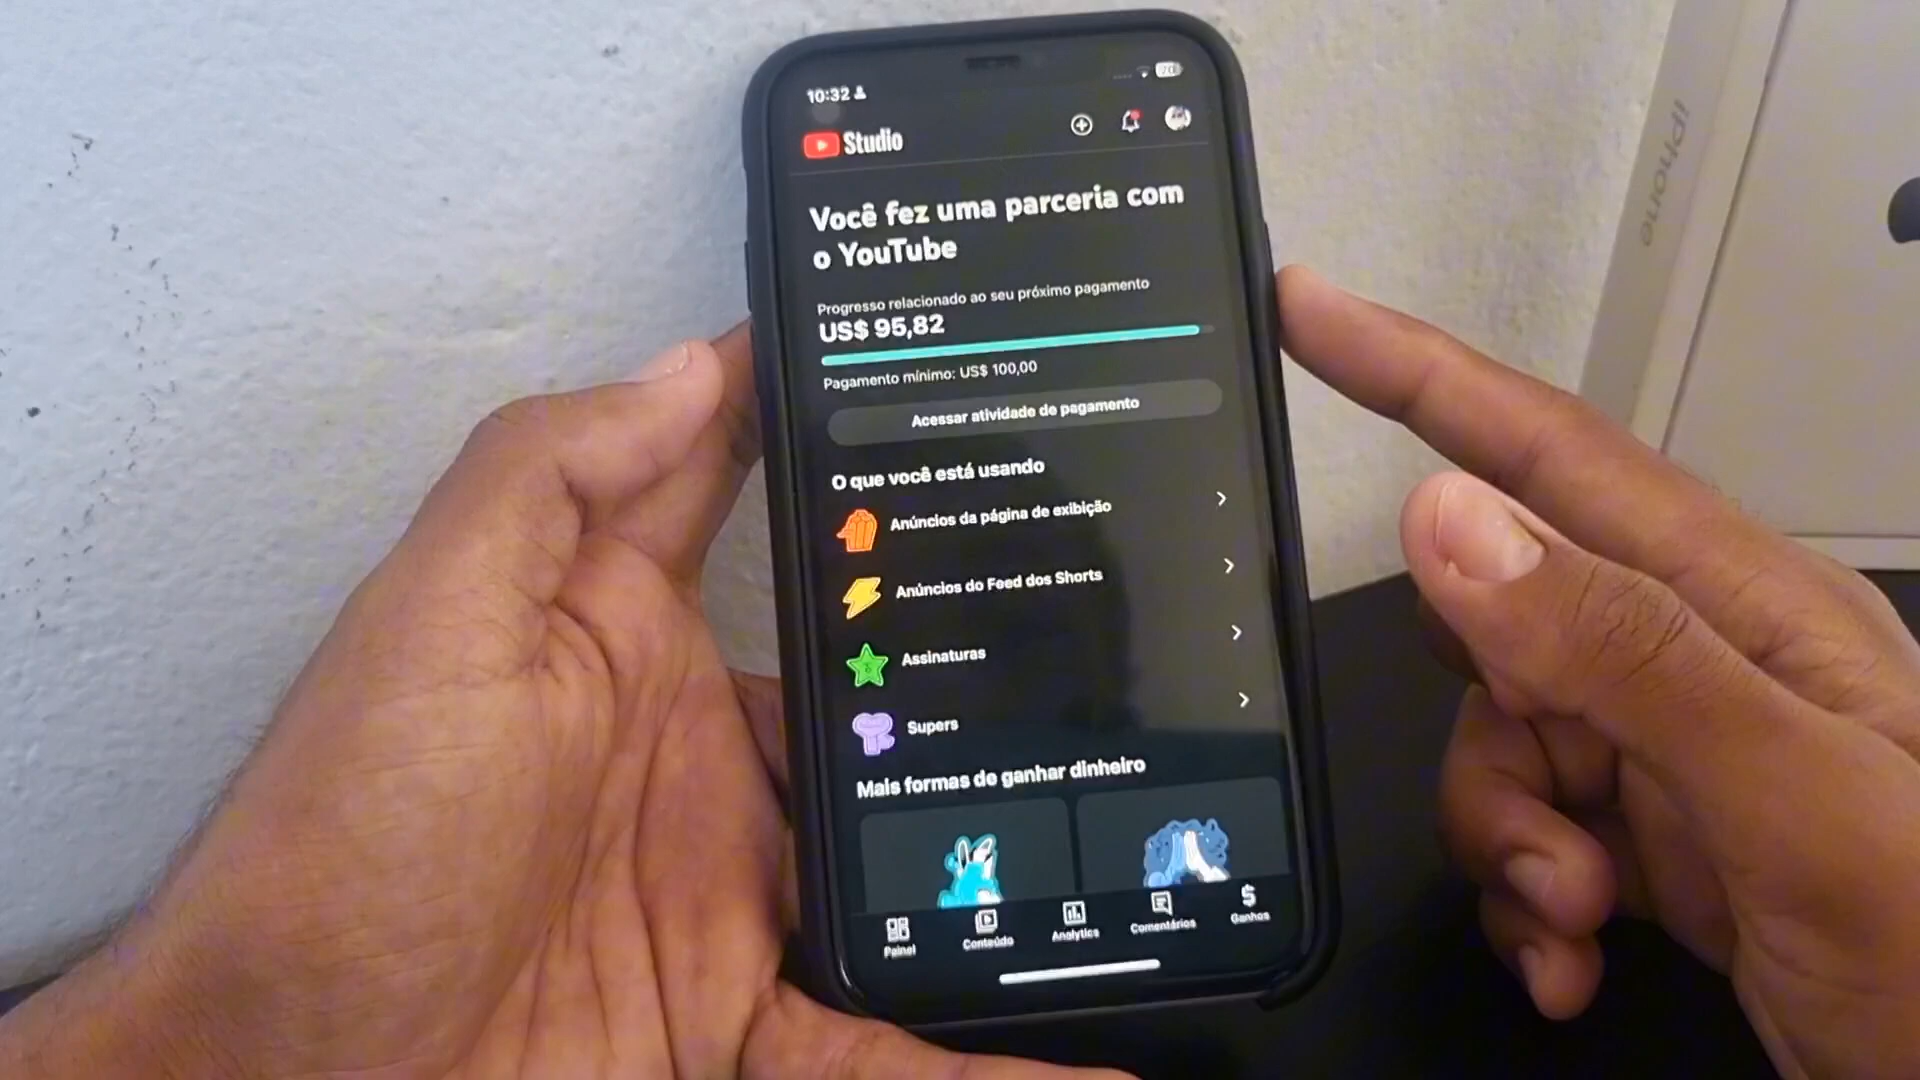 10:32
70
Studio
Você fez uma parceria com
o YouTube
Progresso relacionado ao seu próximo pagamento
US$ 95,82
Pagamento mínimo: US$ 100,00
Acessar atividade de pagamento
O que você está usando
Anúncios da página de exibição
Anúncios do Feed dos Shorts
Assinaturas
Supers
Mais formas de ganhar dinheiro
Painel
Conteúdo
Analytics
Comentários
Ganhos
iPhone